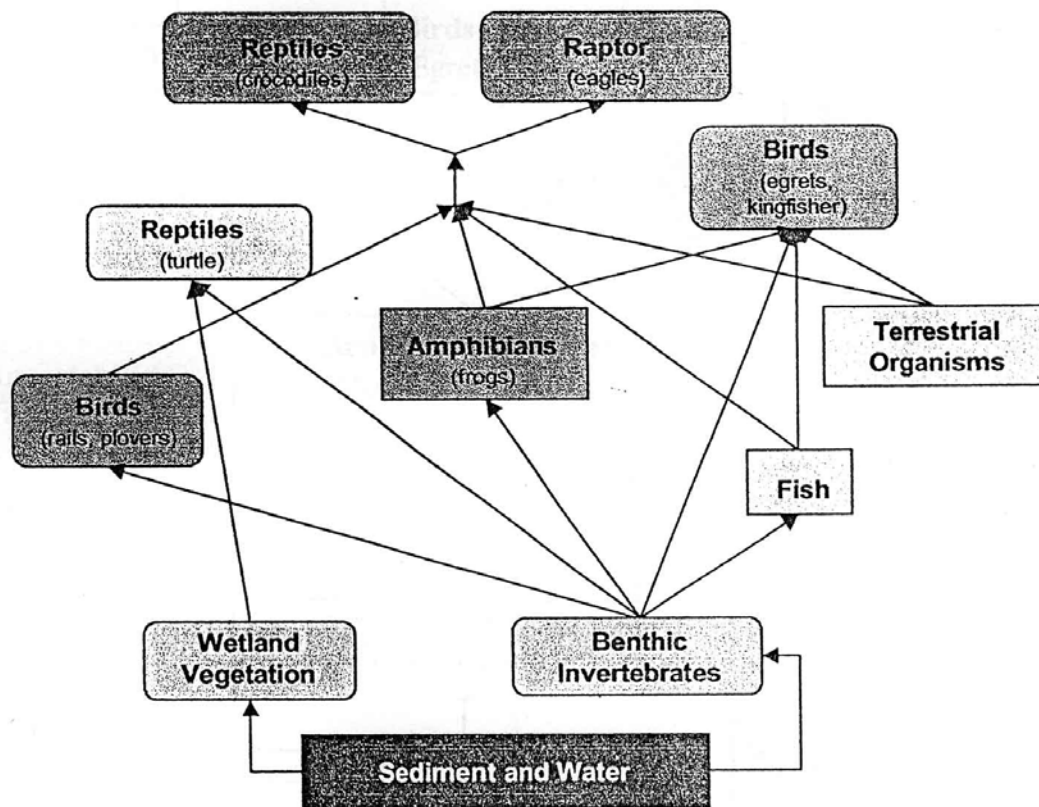 Reptiles
(crocodiles)
Raptor
(eagles)
Birds
(egrets,
kingfisher)
Reptiles
(turtle)
Amphibians
(frogs)
Terrestrial
Organisms
Birds
(rails, plovers)
Fish
Wetland
Vegetation
Benthic
Invertebrates
Sediment and Water